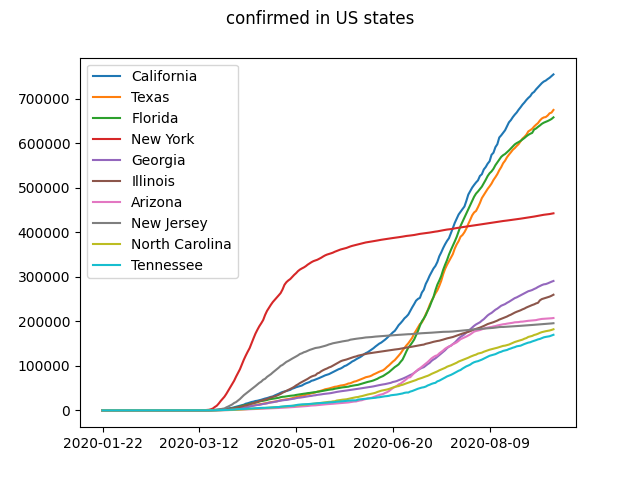 confirmed in US states
California
Texas
Florida
New York
Georgia
Illinois
Arizona
New Jersey
North Carolina
Tennessee
700000
600000
500000
400000
300000
200000
100000
0
2020-01-22 2020-03-12 2020-05-01 2020-06-20 2020-08-09